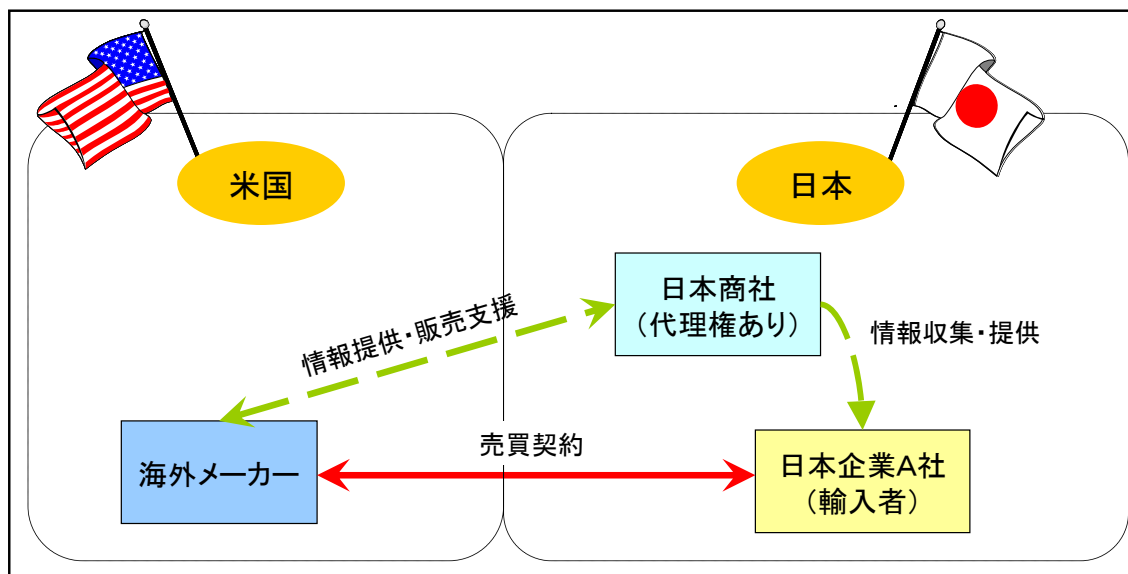 米国
日本
日本商社
（代理権あり）
情報提供・販売支援
情報収集・提供
売買契約
海外メーカー
日本企業A社
（輸入者）